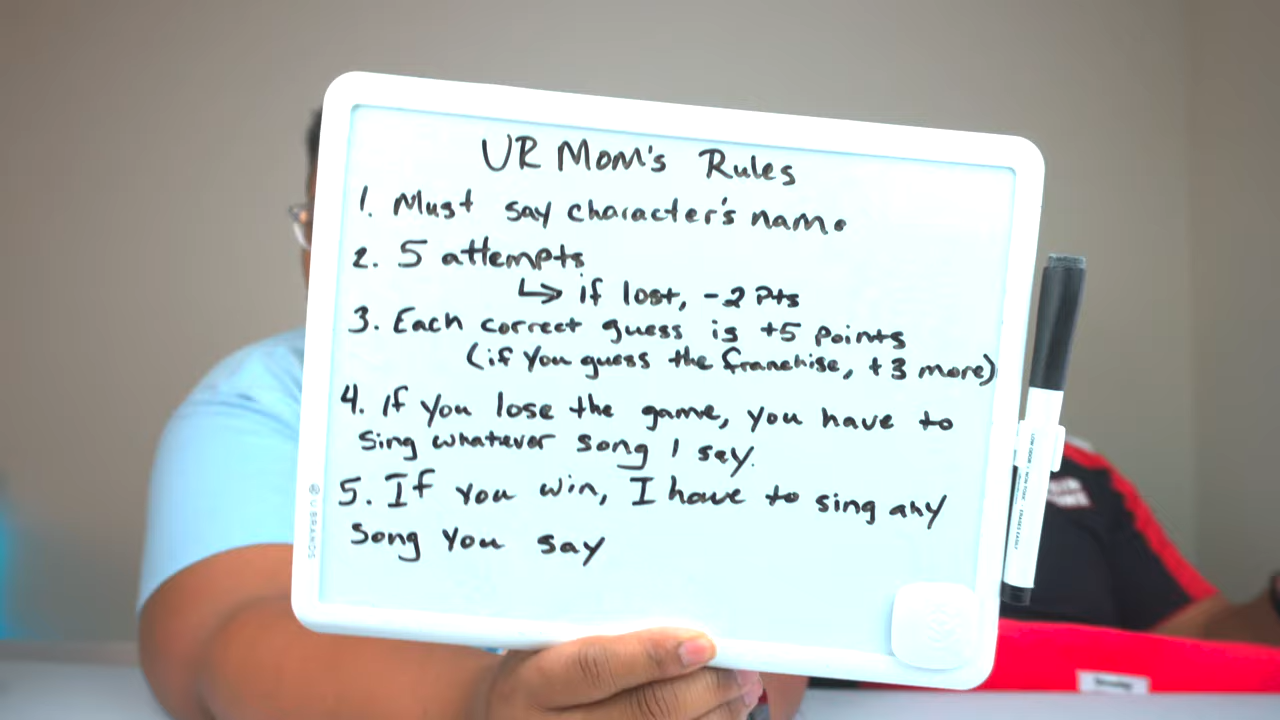 UR Mom's Rules
1. Must say character's name
2. 5 attempts
↳ if lost, -2 Pts
3. Each correct guess is +5 points
(if you guess the franchise, +3 more)
4. If you lose the game, you have to
sing whatever song I say.
5. If you win, I have to sing any
song you say
U BRANDS